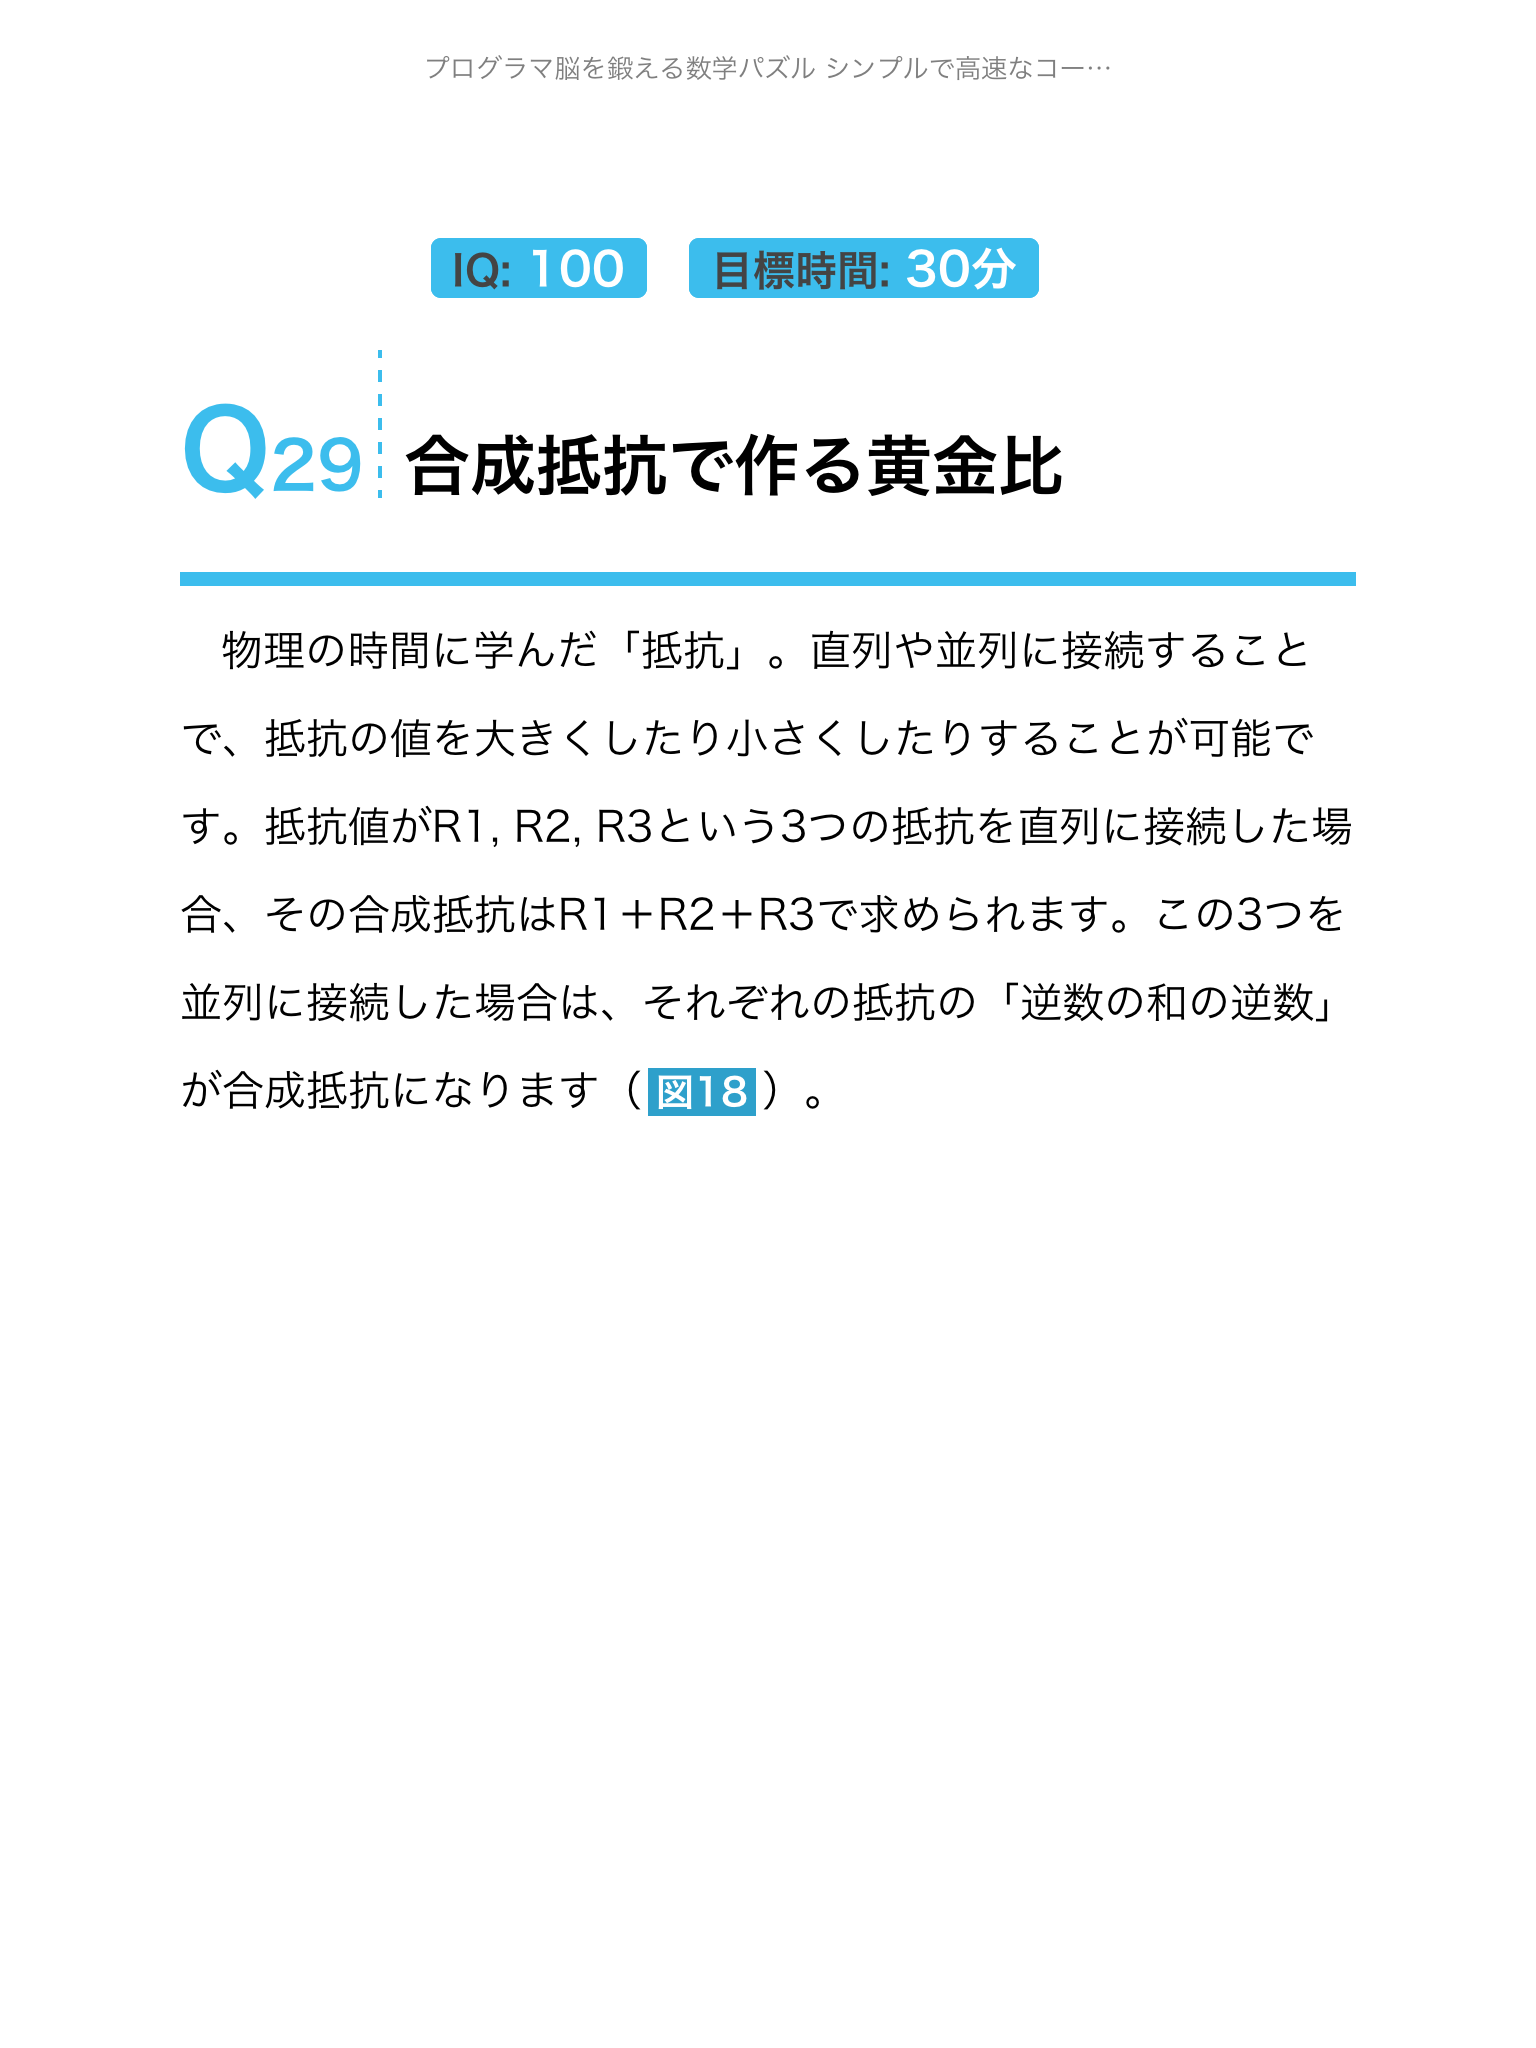 プログラマ脳を鍛える数学パズル シンプルで高速なコー…
IQ: 100 目標時間: 30分
Q29 合成抵抗で作る黄金比
物理の時間に学んだ「抵抗」。直列や並列に接続すること
で、抵抗の値を大きくしたり小さくしたりすることが可能で
す。抵抗値がR1, R2, R3という3つの抵抗を直列に接続した場
合、その合成抵抗はR1＋R2＋R3で求められます。この3つを
並列に接続した場合は、それぞれの抵抗の「逆数の和の逆数」
が合成抵抗になります（図18）。